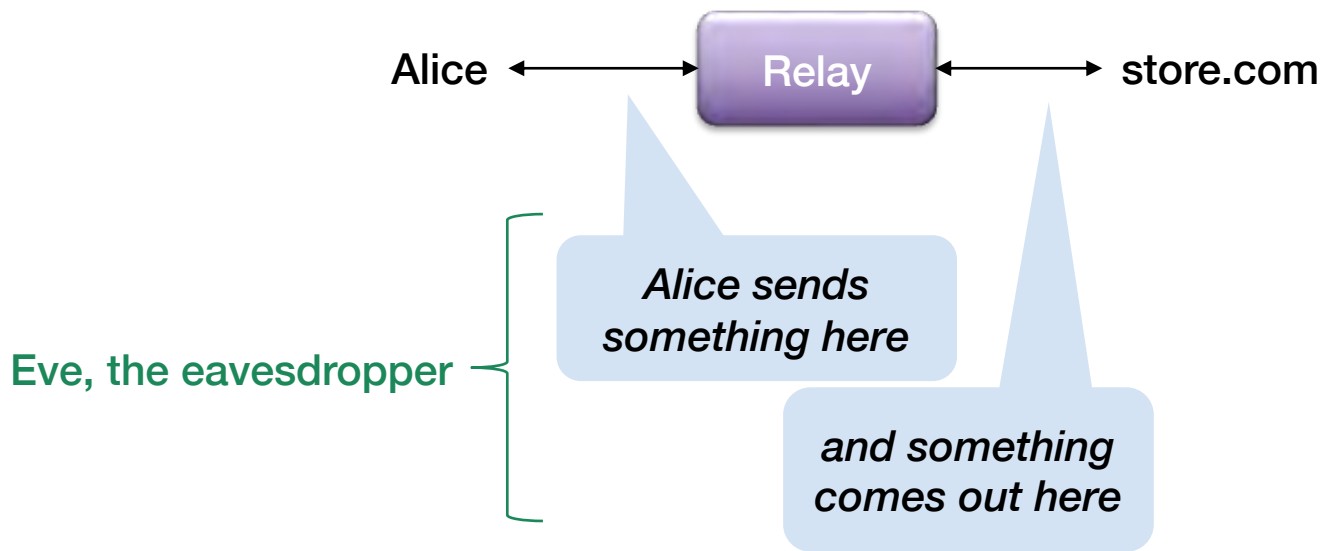 Alice
Relay
store.com
Alice sends
something here
Eve, the eavesdropper
and something
comes out here